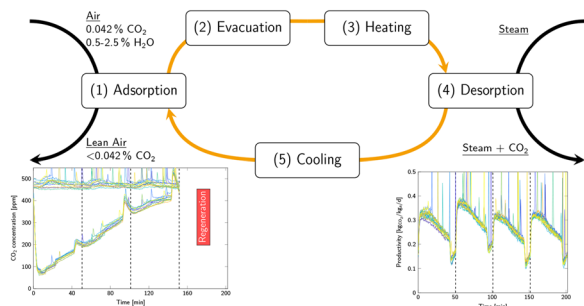 Air
0.042 % CO₂
0.5-2.5 % H₂O
(2) Evacuation
(3) Heating
Steam
(1) Adsorption
(4) Desorption
Lean Air
<0.042 % CO₂
(5) Cooling
Steam + CO₂
CO₂ concentration [ppm]
500
400
300
200
100
0
0
100
200
Time [min]
Regeneration
Productivity [kgCO₂/kgs/d]
0.5
0.4
0.3
0.2
0.1
0
0
50
100
150
200
Time [min]